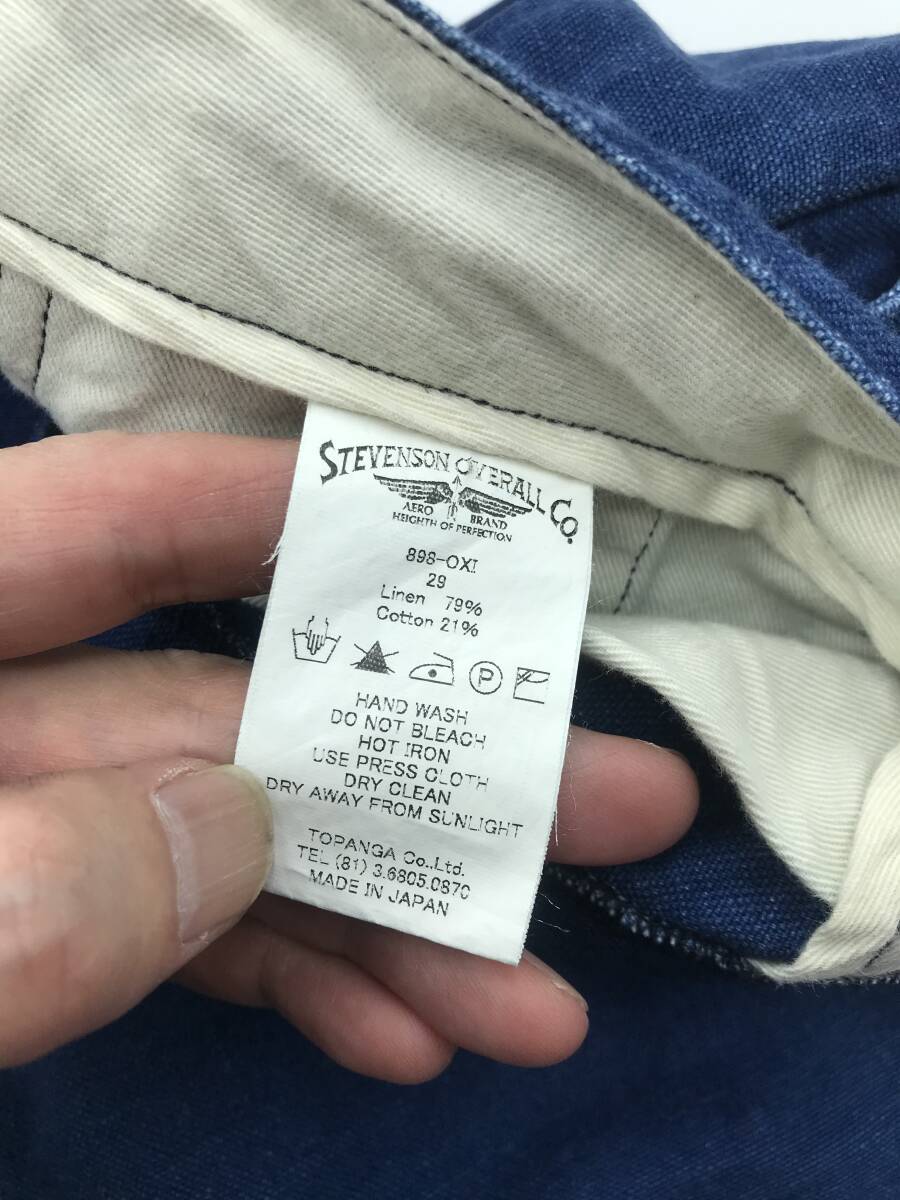 STEVENSON OVERALL CO.
AERO BRAND
HEIGHTH OF PERFECTION
898-OXI
29
Linen 79%
Cotton 21%
P
HAND WASH
DO NOT BLEACH
HOT IRON
USE PRESS CLOTH
DRY CLEAN
DRY AWAY FROM SUNLIGHT
TOPANGA Co.,Ltd.
TEL (81) 3.6805.0870
MADE IN JAPAN